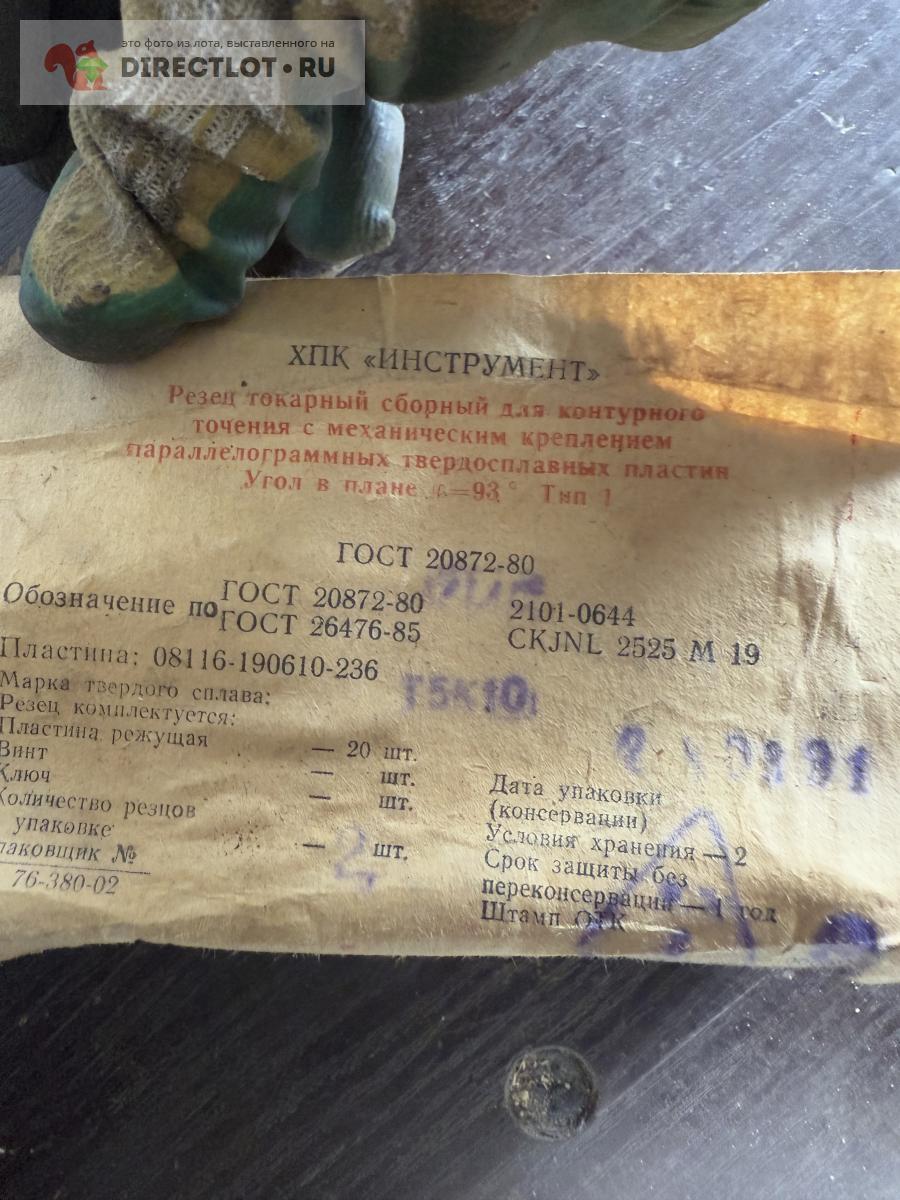 это фото из лота, выставленного на
DIRECTLOT.RU
ХПК «ИНСТРУМЕНТ»
Резец токарный сборный для контурного
точения с механическим креплением
параллелограммных твердосплавных пластин
Угол в плане =93° Тип 1
ГОСТ 20872-80
Обозначение по ГОСТ 20872-80 2101-0644
ГОСТ 26476-85 CKJNL 2525 M 19
Пластина: 08116-190610-236
Марка твердого сплава: Т5К10
Резец комплектуется:
Пластина режущая — 20 шт.
Винт — шт.
Ключ — шт.
Количество резцов
упаковке — 2 шт.
паковщик №
76-380-02
Дата упаковки
(консервации)
Условия хранения — 2
Срок защиты без
переконсервации — 1 год
Штамп ОТК